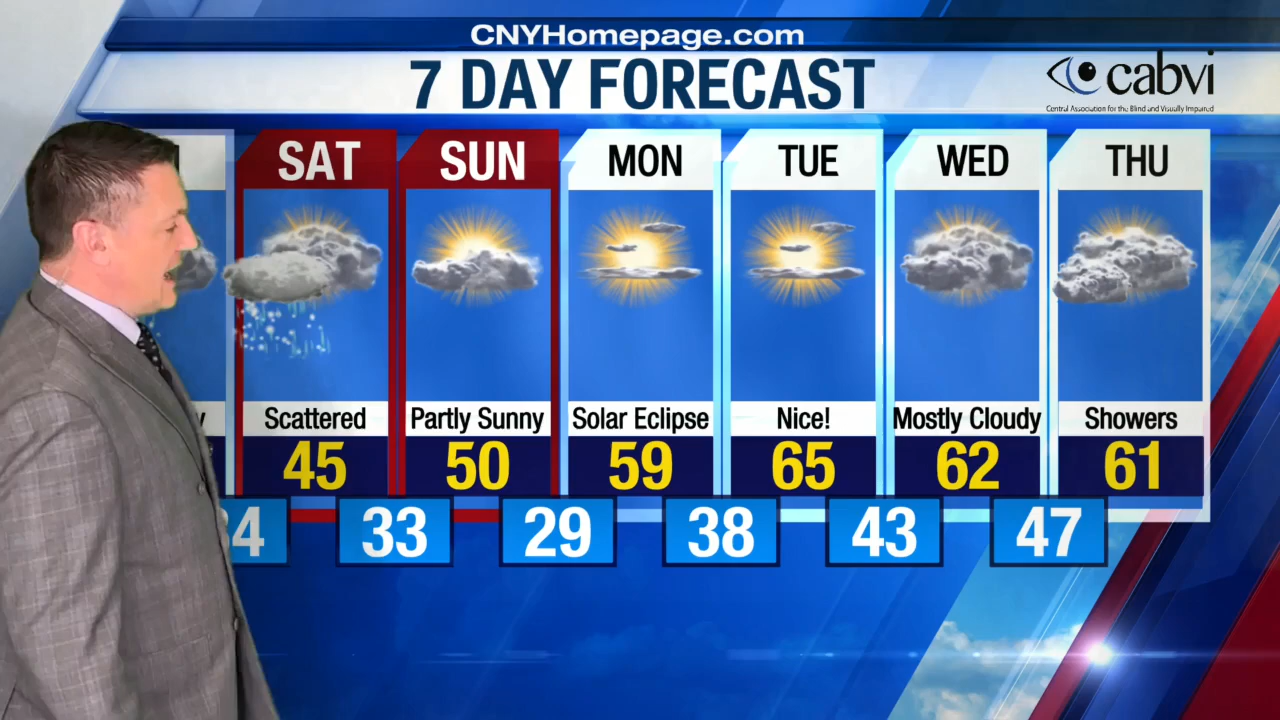 CNYHomepage.com
7 DAY FORECAST
cabvi
Central Association for the Blind and Visually Impaired
SAT SUN MON TUE WED THU
Scattered Partly Sunny Solar Eclipse Nice! Mostly Cloudy Showers
45 50 59 65 62 61
33 29 38 43 47